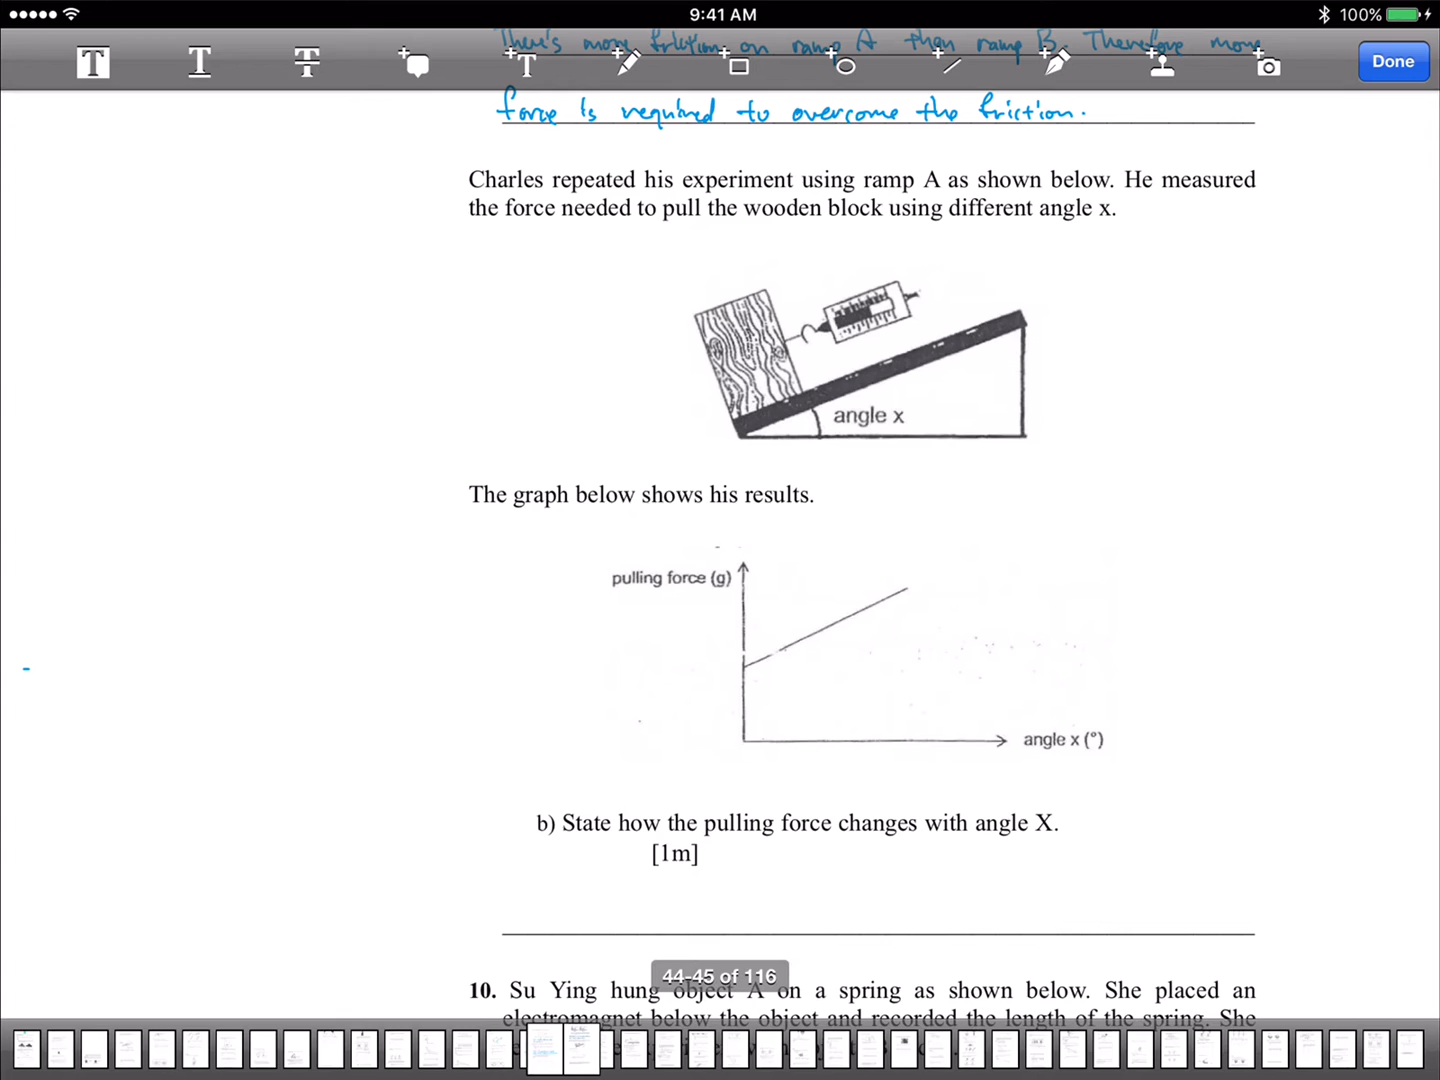 9:41 AM
100%
There's more friction on ramp A then ramp B. Therefore more
T T T T Done
force is required to overcome the friction.
Charles repeated his experiment using ramp A as shown below. He measured
the force needed to pull the wooden block using different angle x.
angle x
The graph below shows his results.
pulling force (g)
angle x (°)
b) State how the pulling force changes with angle X.
[1m]
44-45 of 116
10. Su Ying hung object A on a spring as shown below. She placed an
electromagnet below the object and recorded the length of the spring. She